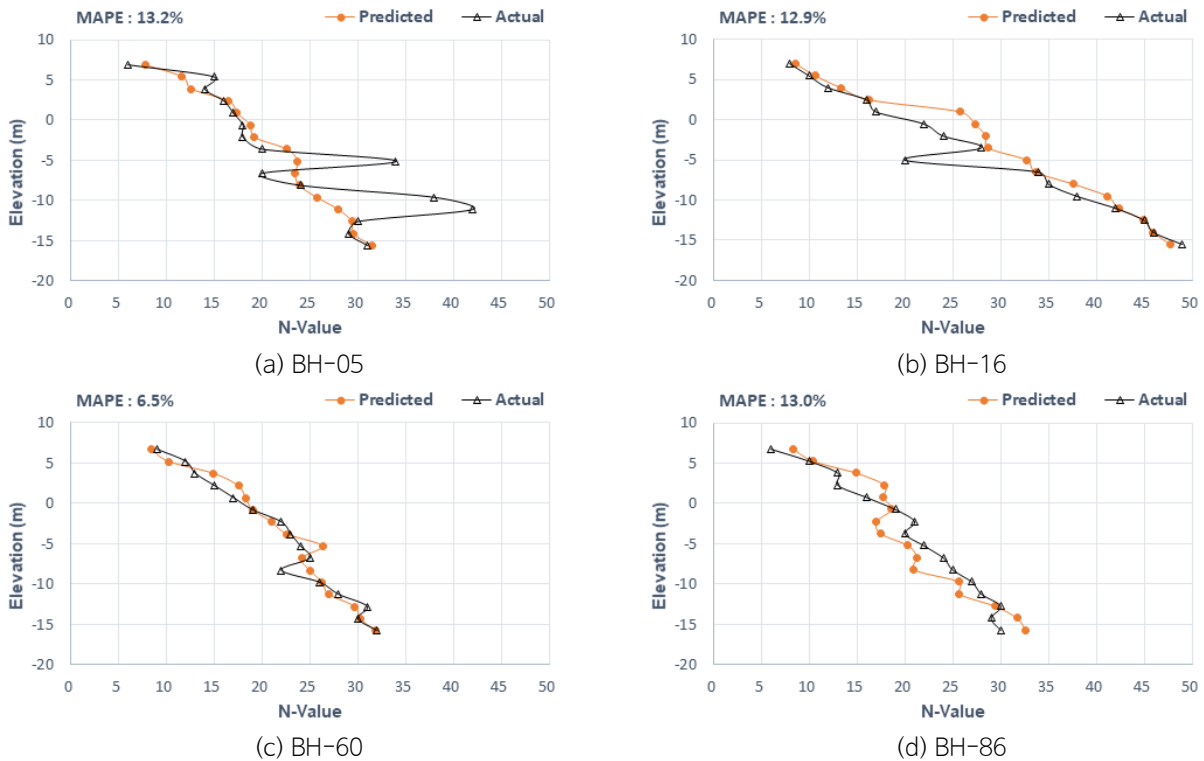 MAPE : 13.2%
Predicted
Actual
10
5
0
-5
-10
-15
-20
Elevation (m)
0 5 10 15 20 25 30 35 40 45 50
N-Value
(a) BH-05
MAPE : 12.9%
Predicted
Actual
10
5
0
-5
-10
-15
-20
Elevation (m)
0 5 10 15 20 25 30 35 40 45 50
N-Value
(b) BH-16
MAPE : 6.5%
Predicted
Actual
10
5
0
-5
-10
-15
-20
Elevation (m)
0 5 10 15 20 25 30 35 40 45 50
N-Value
(c) BH-60
MAPE : 13.0%
Predicted
Actual
10
5
0
-5
-10
-15
-20
Elevation (m)
0 5 10 15 20 25 30 35 40 45 50
N-Value
(d) BH-86